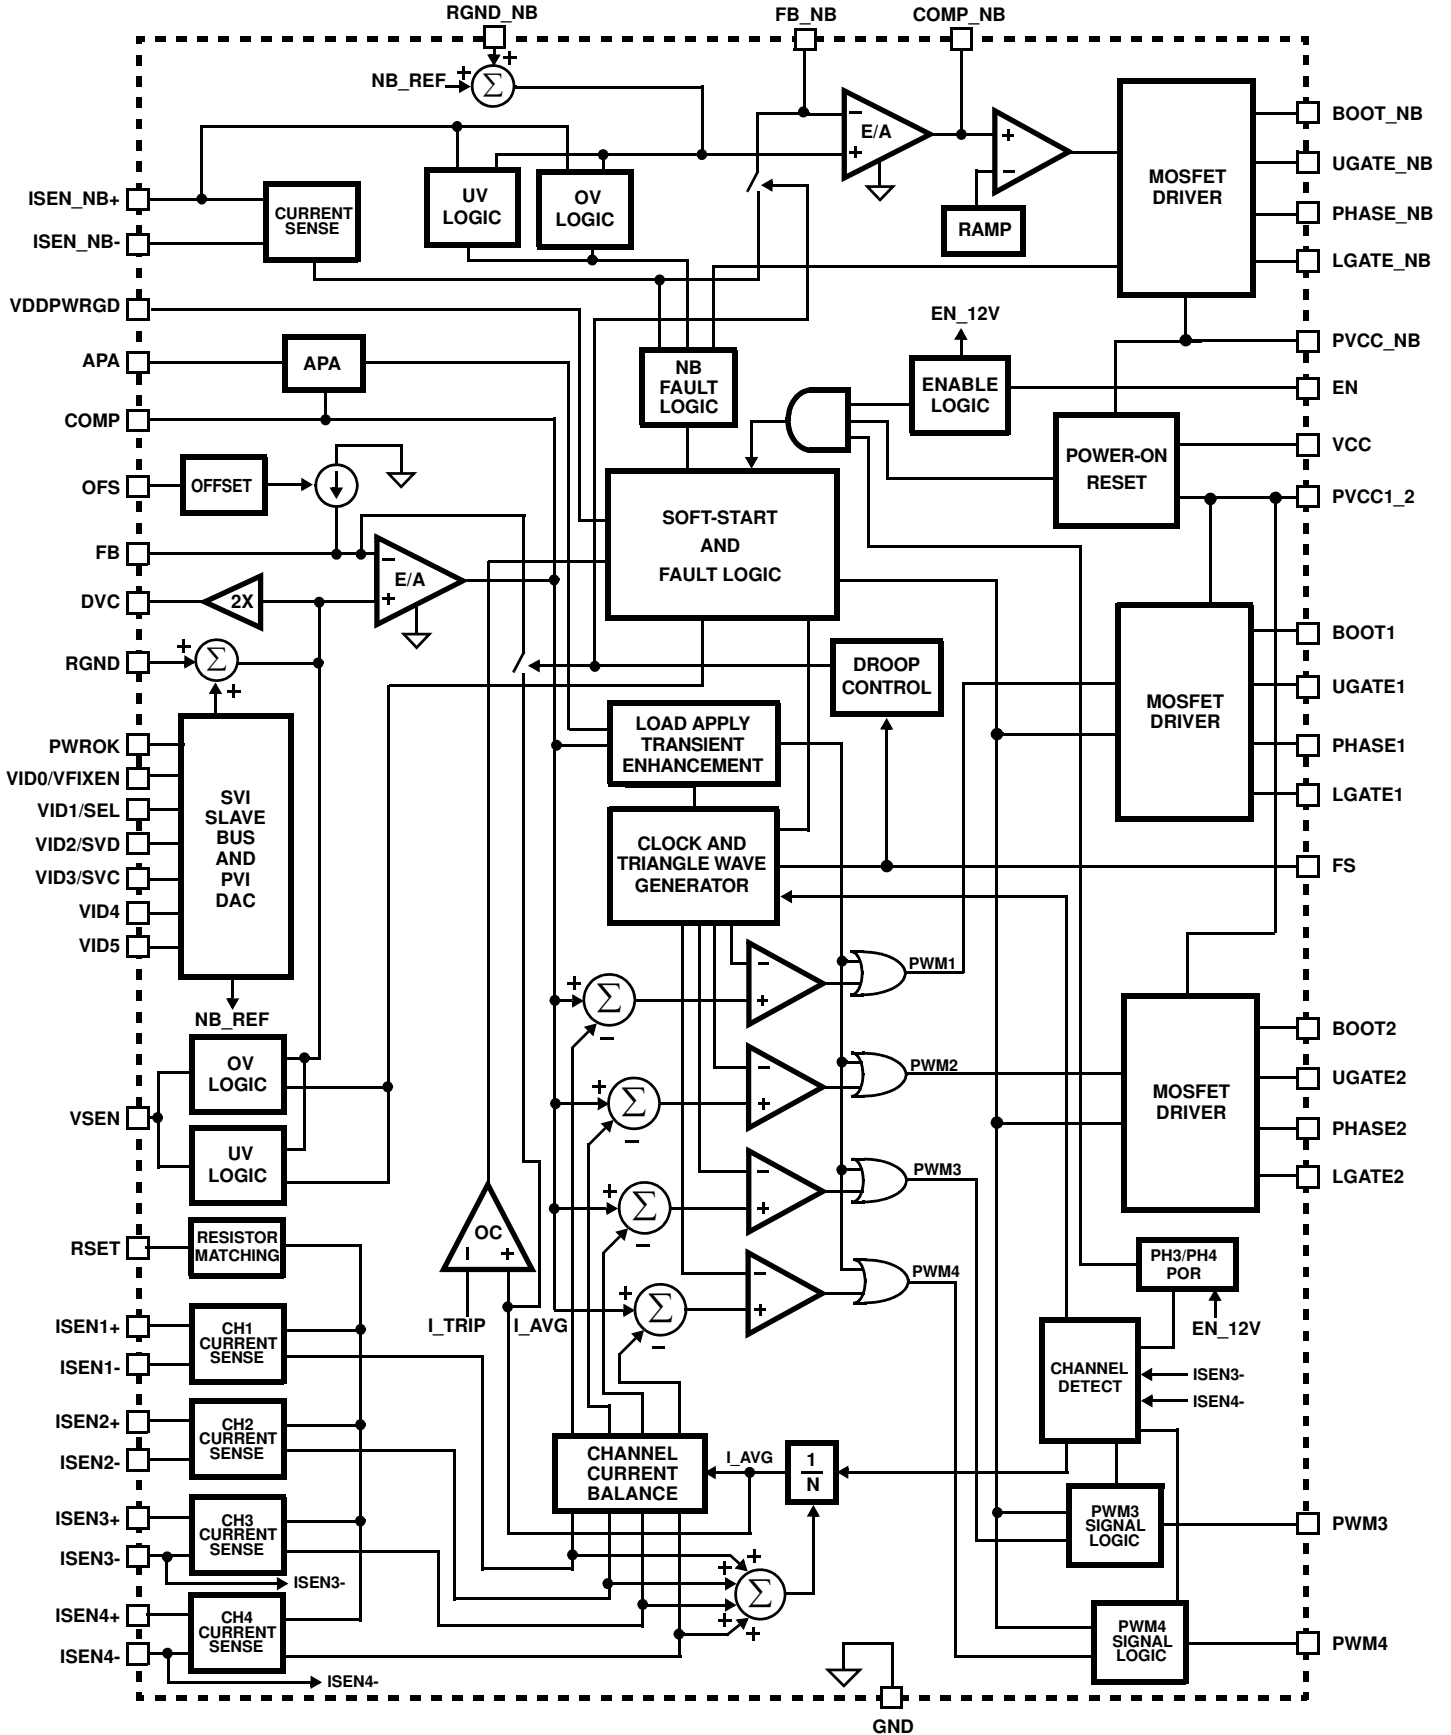 RGND_NB
FB_NB
COMP_NB
NB_REF
+
+
Σ
E/A
−
+
+
−
RAMP
MOSFET
DRIVER
BOOT_NB
UGATE_NB
PHASE_NB
LGATE_NB
ISEN_NB+
ISEN_NB-
CURRENT
SENSE
UV
LOGIC
OV
LOGIC
VDDPWRGD
APA
APA
COMP
NB
FAULT
LOGIC
EN_12V
ENABLE
LOGIC
PVCC_NB
EN
POWER-ON
RESET
VCC
PVCC1_2
OFS
OFFSET
FB
−
+
E/A
DVC
2X
SOFT-START
AND
FAULT LOGIC
RGND
+
Σ
+
DROOP
CONTROL
MOSFET
DRIVER
BOOT1
UGATE1
PHASE1
LGATE1
LOAD APPLY
TRANSIENT
ENHANCEMENT
PWROK
VID0/VFIXEN
VID1/SEL
VID2/SVD
VID3/SVC
VID4
VID5
SVI
SLAVE
BUS
AND
PVI
DAC
NB_REF
CLOCK AND
TRIANGLE WAVE
GENERATOR
FS
+
Σ
−
−
+
PWM1
+
Σ
−
−
+
PWM2
+
Σ
−
−
+
PWM3
+
Σ
−
−
+
PWM4
MOSFET
DRIVER
BOOT2
UGATE2
PHASE2
LGATE2
VSEN
OV
LOGIC
UV
LOGIC
RSET
RESISTOR
MATCHING
OC
−
+
I_TRIP
I_AVG
PH3/PH4
POR
EN_12V
CHANNEL
DETECT
ISEN3-
ISEN4-
ISEN1+
ISEN1-
CH1
CURRENT
SENSE
ISEN2+
ISEN2-
CH2
CURRENT
SENSE
ISEN3+
ISEN3-
CH3
CURRENT
SENSE
ISEN3-
ISEN4+
ISEN4-
CH4
CURRENT
SENSE
ISEN4-
CHANNEL
CURRENT
BALANCE
I_AVG
1
N
+
+
+
+
Σ
PWM3
SIGNAL
LOGIC
PWM3
PWM4
SIGNAL
LOGIC
PWM4
GND